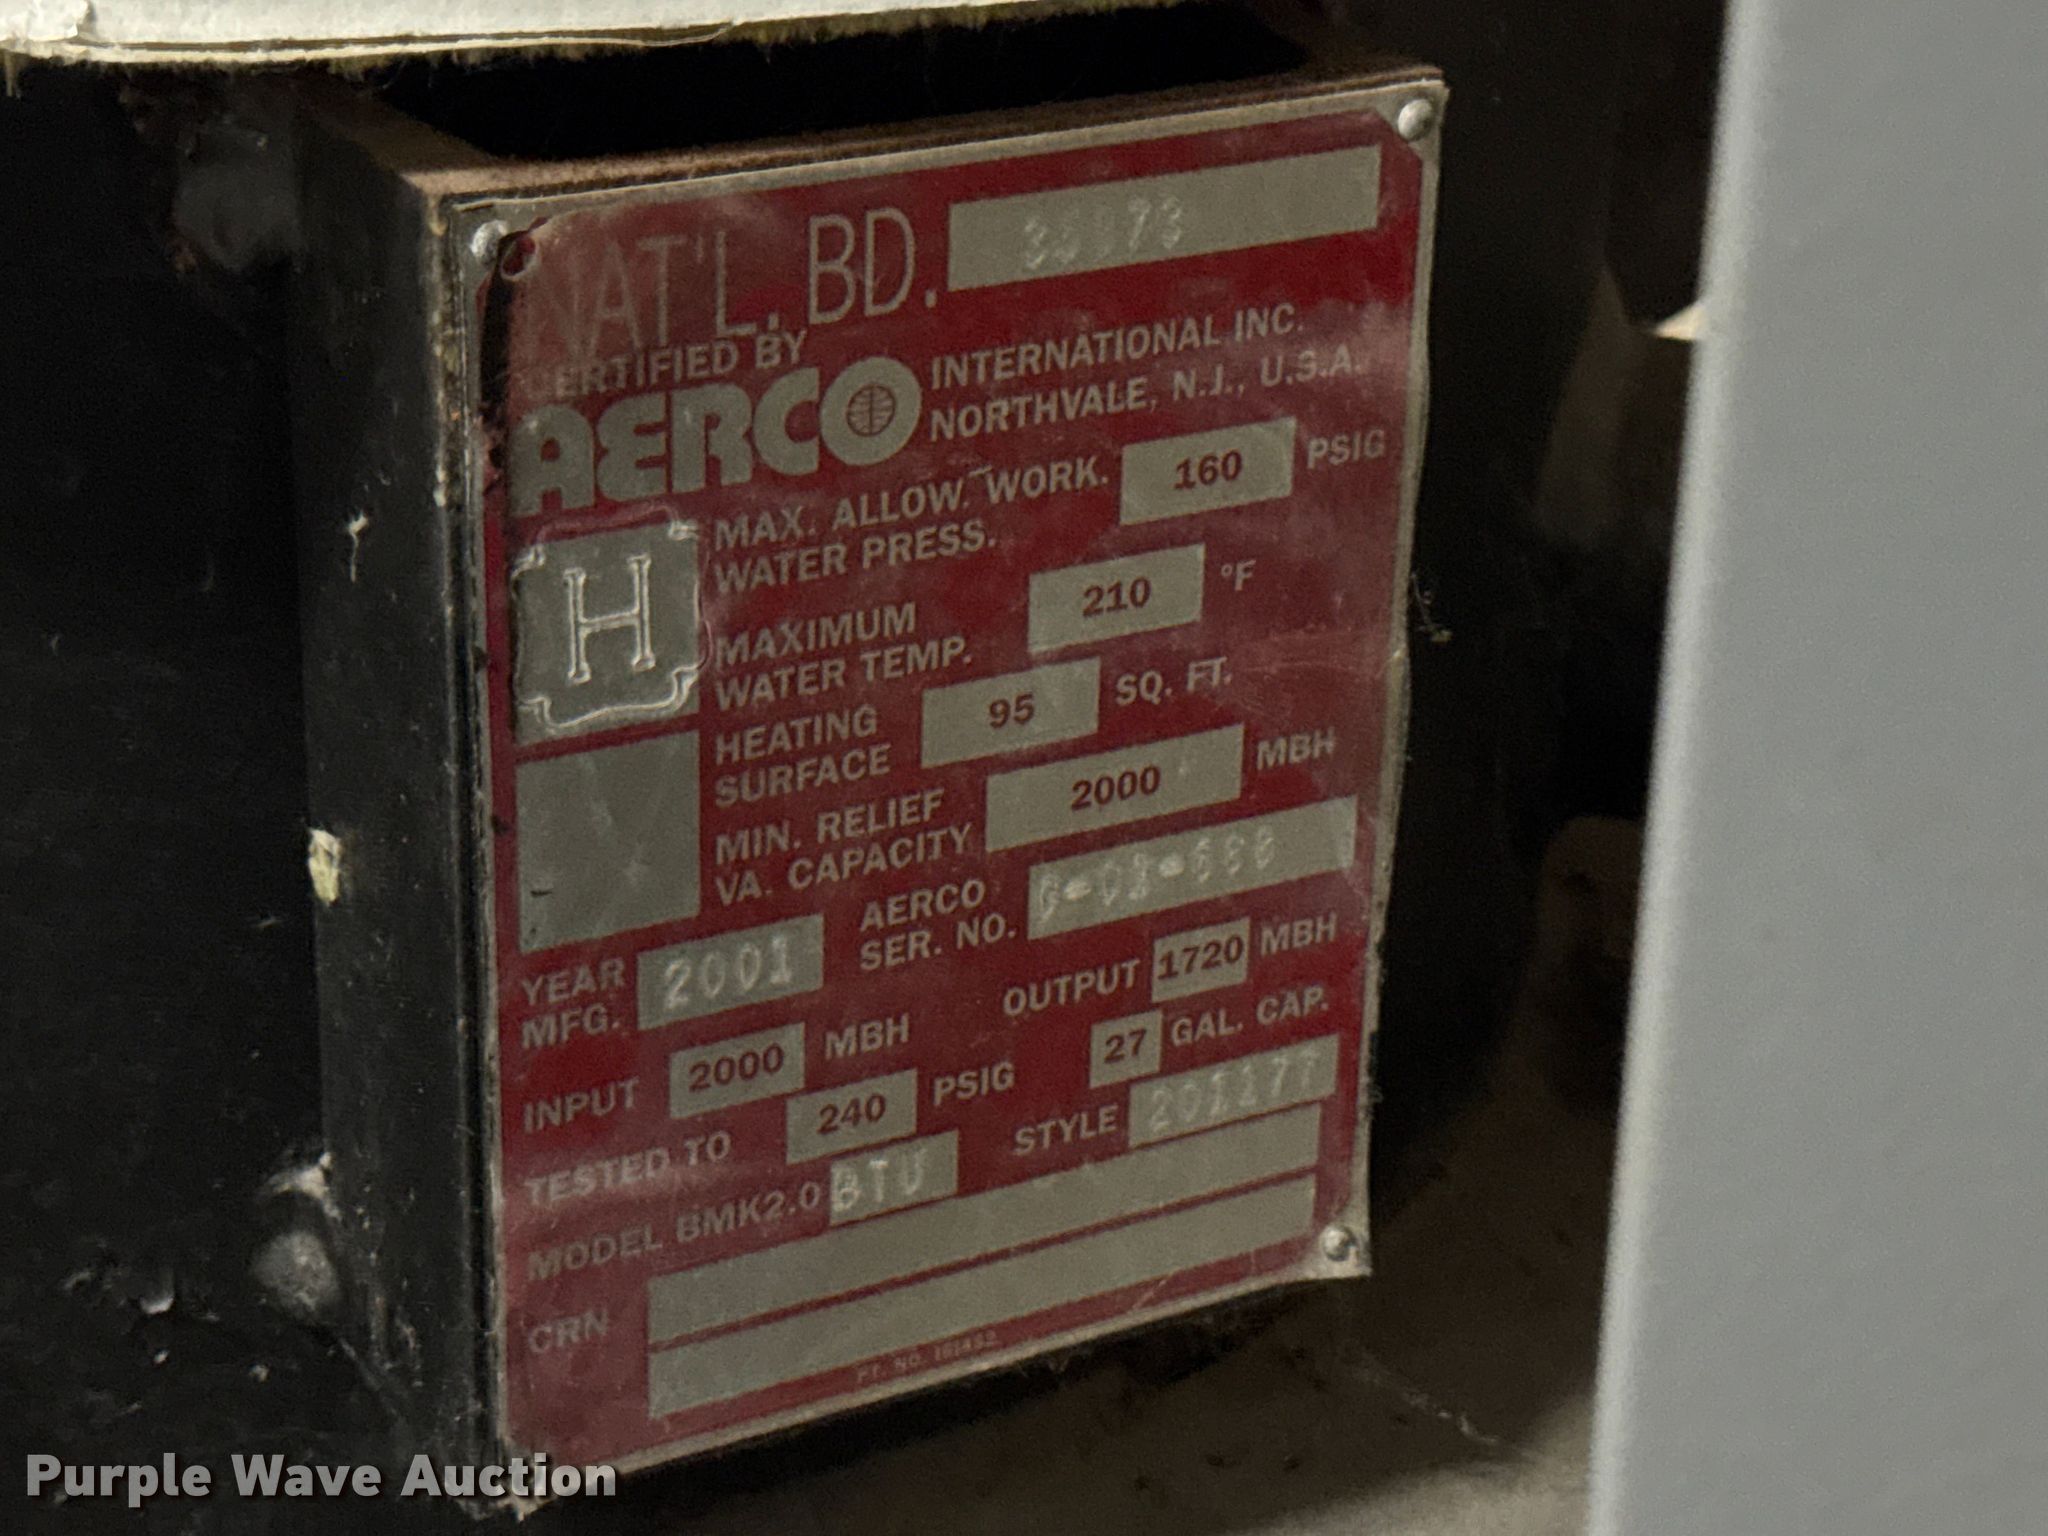 NAT'L. BD.
CERTIFIED BY
AERCO INTERNATIONAL INC.
NORTHVALE, N.J., U.S.A.
MAX. ALLOW. WORK. WATER PRESS. 160 PSIG
H
MAXIMUM WATER TEMP. 210 °F
HEATING SURFACE 95 SQ. FT.
MIN. RELIEF VA. CAPACITY 2000 MBH
AERCO SER. NO.
YEAR MFG. 2001
OUTPUT 1720 MBH
INPUT 2000 MBH
27 GAL. CAP.
TESTED TO 240 PSIG
STYLE 201177
MODEL BMK2.0 BTU
CRN
PT. NO.
Purple Wave Auction